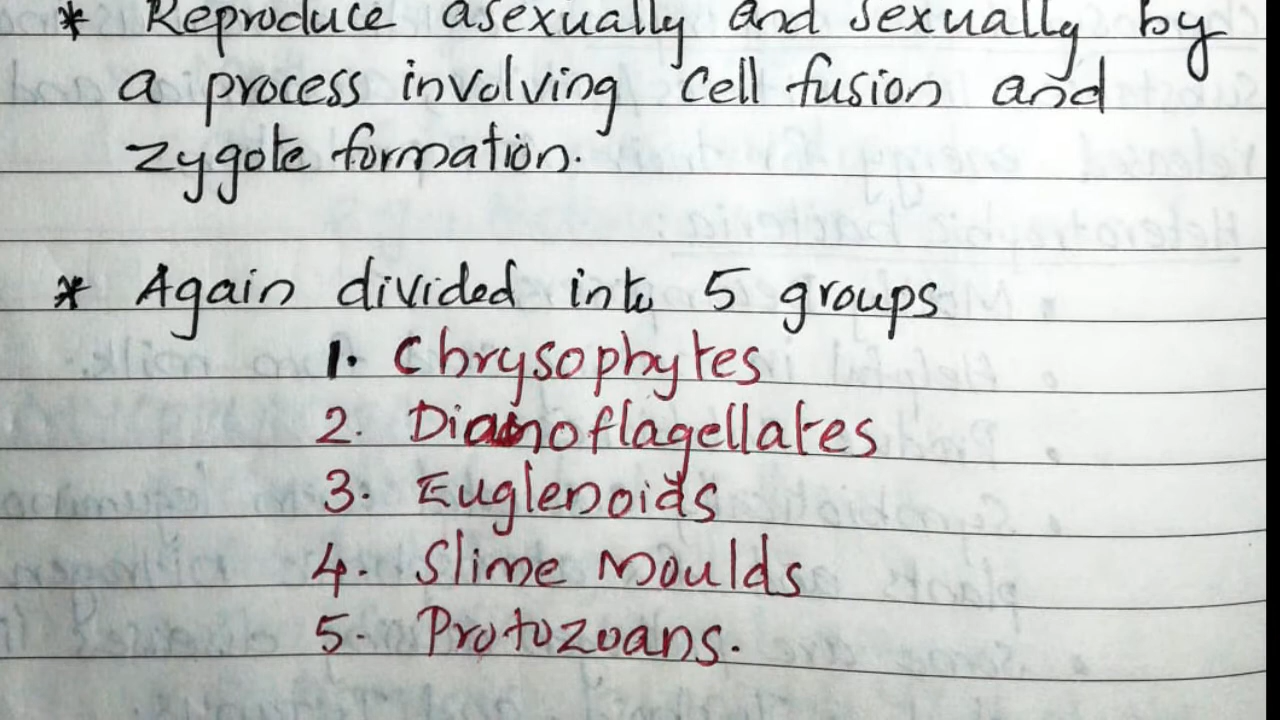 * Reproduce asexually and sexually by
a process involving cell fusion and
zygote formation.
* Again divided into 5 groups
1. Chrysophytes
2. Dianoflagellates
3. Euglenoids
4. Slime Moulds
5. Protozoans.